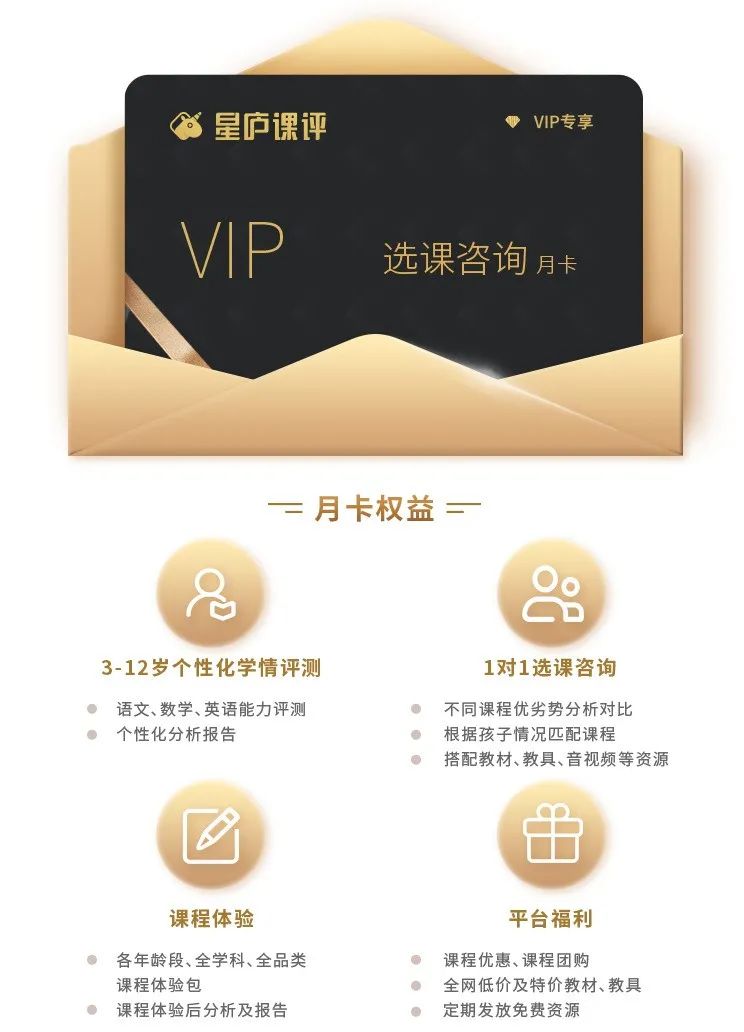 星庐课评
VIP专享
VIP
选课咨询 月卡
月卡权益
3-12岁个性化学情评测
语文、数学、英语能力评测
个性化分析报告
1对1选课咨询
不同课程优劣势分析对比
根据孩子情况匹配课程
搭配教材、教具、音视频等资源
课程体验
各年龄段、全学科、全品类
课程体验包
课程体验后分析及报告
平台福利
课程优惠、课程团购
全网低价及特价教材、教具
定期发放免费资源